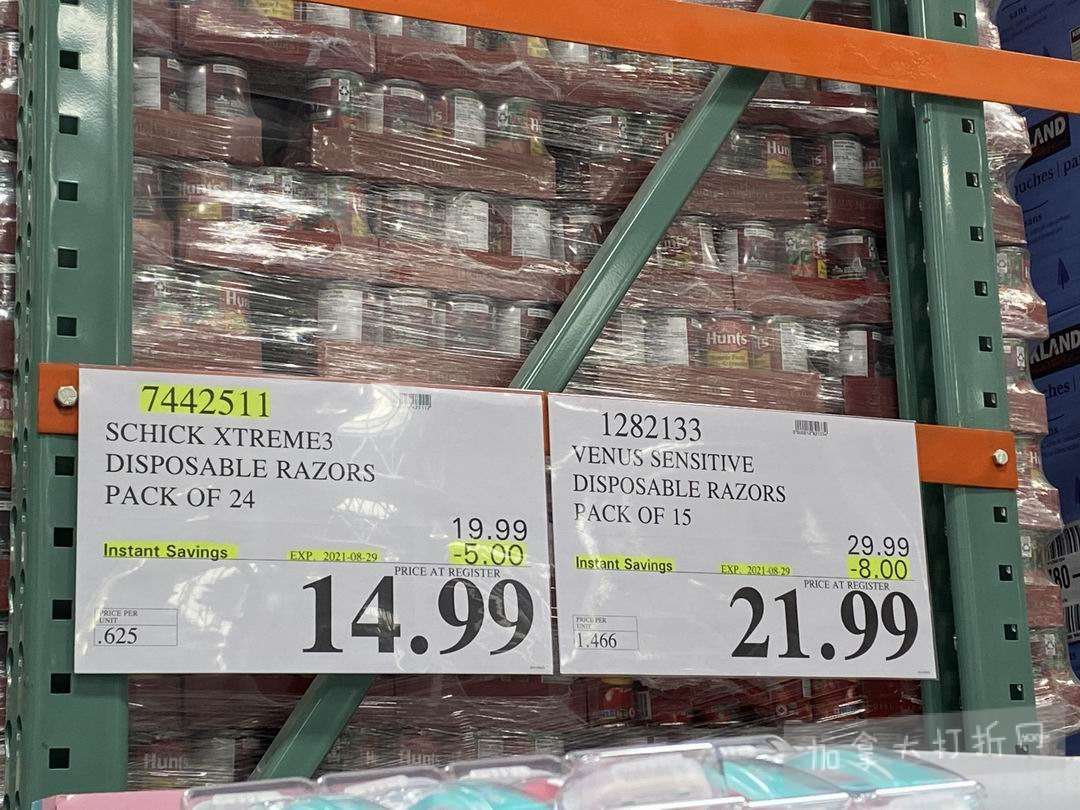 7442511
SCHICK XTREME3
DISPOSABLE RAZORS
PACK OF 24
19.99
Instant Savings
EXP. 2021-08-29
-5.00
PRICE AT REGISTER
14.99
PRICE PER
UNIT
.625
1282133
VENUS SENSITIVE
DISPOSABLE RAZORS
PACK OF 15
29.99
Instant Savings
EXP. 2021-08-29
-8.00
PRICE AT REGISTER
21.99
PRICE PER
UNIT
1.466
Hunt's
Hunt's
Hunt's
Hunts
KLAND
加拿大打折网